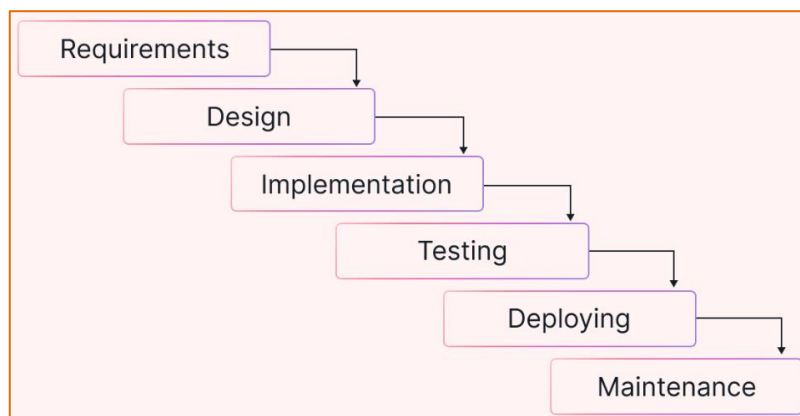 Requirements
Design
Implementation
Testing
Deploying
Maintenance